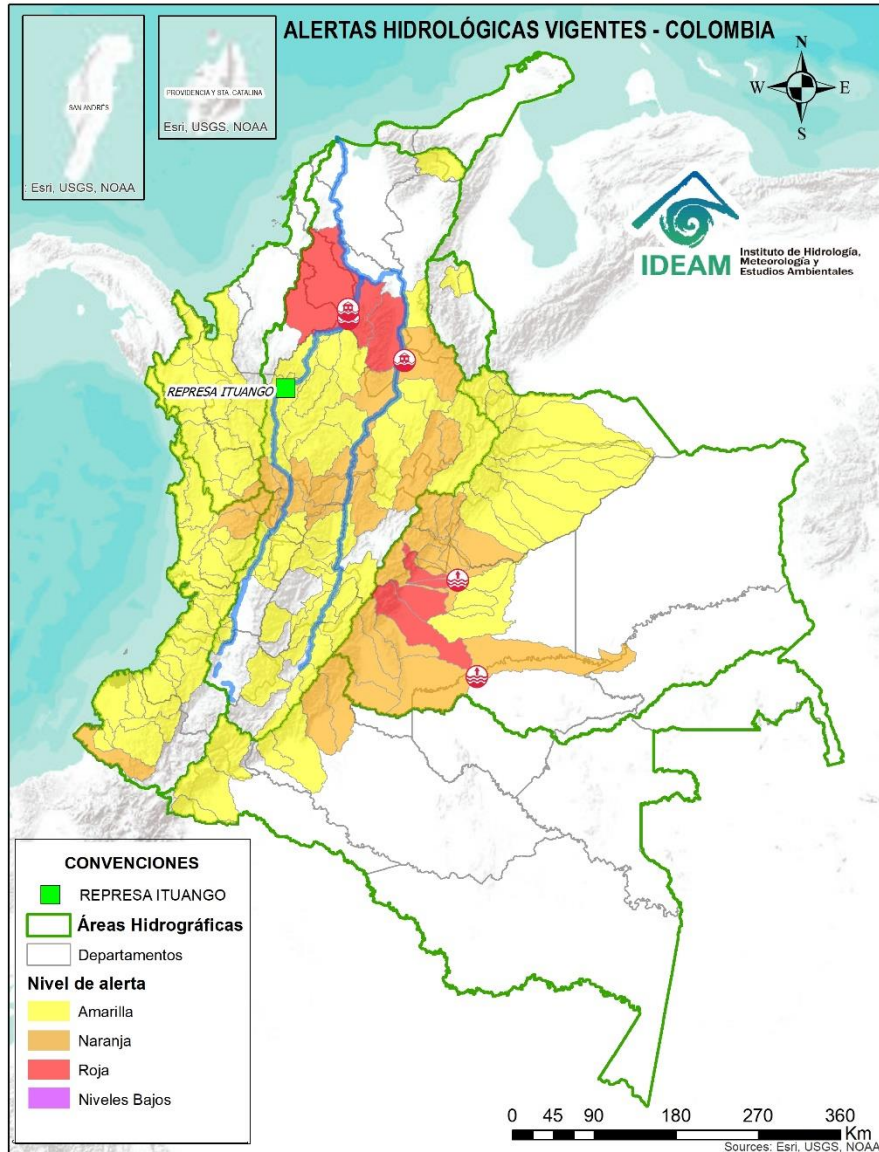 ALERTAS HIDROLÓGICAS VIGENTES - COLOMBIA
SAN ANDRÉS
: Esri, USGS, NOAA
PROVIDENCIA Y STA. CATALINA
Esri, USGS, NOAA
N
W
E
S
IDEAM
Instituto de Hidrología,
Meteorología y
Estudios Ambientales
REPRESA ITUANGO
CONVENCIONES
REPRESA ITUANGO
Áreas Hidrográficas
Departamentos
Nivel de alerta
Amarilla
Naranja
Roja
Niveles Bajos
0 45 90 180 270 360
Km
Sources: Esri, USGS, NOAA